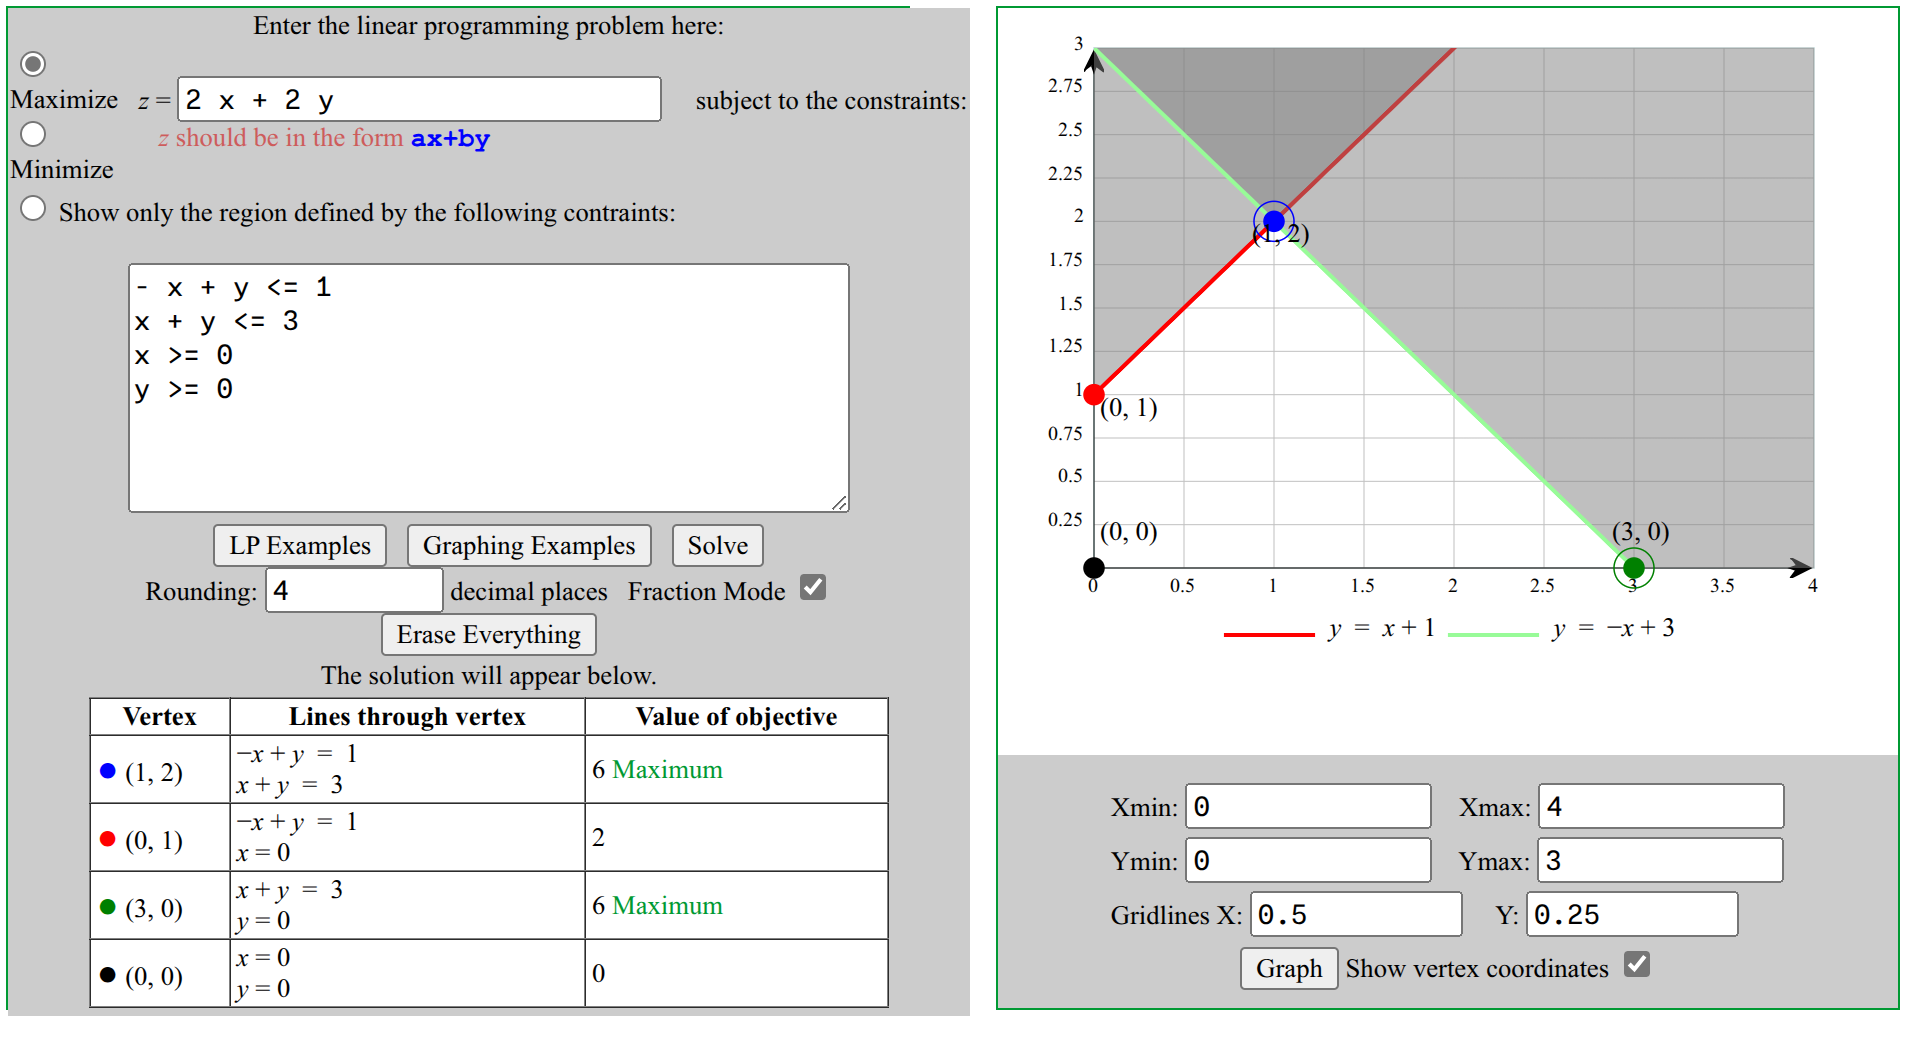 Enter the linear programming problem here:
Maximize z = 2 x + 2 y subject to the constraints:
z should be in the form ax+by
Minimize
Show only the region defined by the following contraints:
- x + y <= 1
x + y <= 3
x >= 0
y >= 0
LP Examples Graphing Examples Solve
Rounding: 4 decimal places Fraction Mode
Erase Everything
The solution will appear below.
Vertex Lines through vertex Value of objective
(1, 2) −x + y = 1 6 Maximum
x + y = 3
(0, 1) −x + y = 1 2
x = 0
(3, 0) x + y = 3 6 Maximum
y = 0
(0, 0) x = 0 0
y = 0
3
2.75
2.5
2.25
2
(1, 2)
1.75
1.5
1.25
1
(0, 1)
0.75
0.5
0.25
(0, 0) (3, 0)
0 0.5 1 1.5 2 2.5 3 3.5 4
y = x + 1 y = −x + 3
Xmin: 0 Xmax: 4
Ymin: 0 Ymax: 3
Gridlines X: 0.5 Y: 0.25
Graph Show vertex coordinates